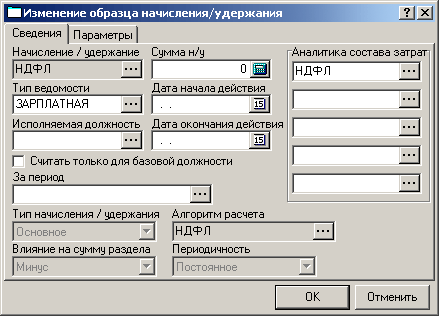 Изменение образца начисления/удержания
Сведения Параметры
Начисление / удержание Сумма н/у Аналитика состава затрат
НДФЛ ... 0 НДФЛ ...
Тип ведомости Дата начала действия ...
ЗАРПЛАТНАЯ ... . . 15 ...
Исполняемая должность Дата окончания действия ...
... . . 15 ...
Считать только для базовой должности
За период
...
Тип начисления / удержания Алгоритм расчета
Основное НДФЛ ...
Влияние на сумму раздела Периодичность
Минус Постоянное
OK Отменить